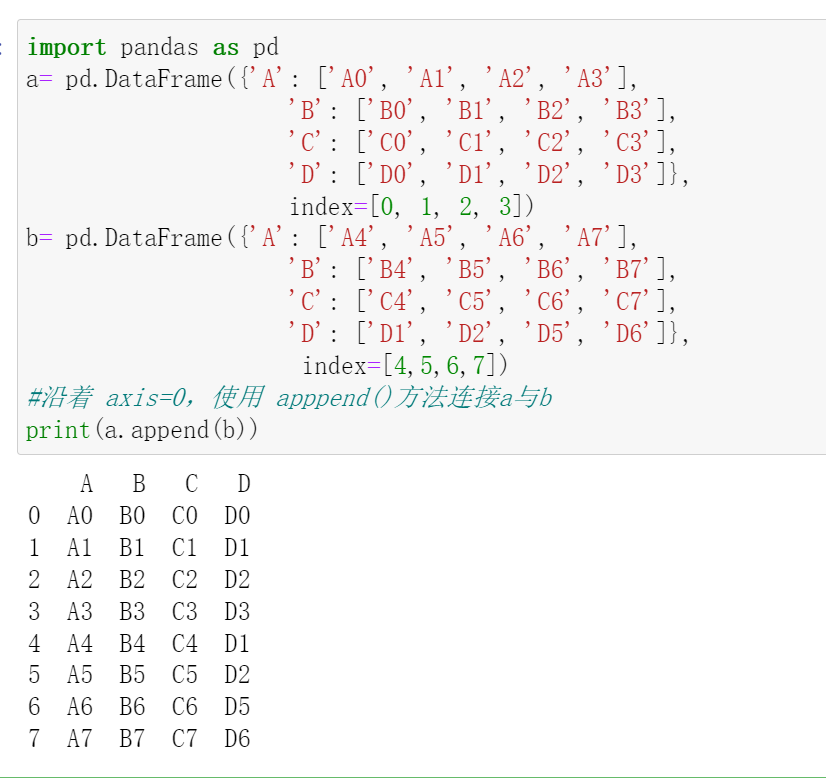 import pandas as pd
a= pd.DataFrame({'A': ['A0', 'A1', 'A2', 'A3'],
'B': ['B0', 'B1', 'B2', 'B3'],
'C': ['C0', 'C1', 'C2', 'C3'],
'D': ['D0', 'D1', 'D2', 'D3']},
index=[0, 1, 2, 3])
b= pd.DataFrame({'A': ['A4', 'A5', 'A6', 'A7'],
'B': ['B4', 'B5', 'B6', 'B7'],
'C': ['C4', 'C5', 'C6', 'C7'],
'D': ['D1', 'D2', 'D5', 'D6']},
index=[4,5,6,7])
#沿着 axis=0，使用 apppend()方法连接a与b
print(a.append(b))
A B C D
0 A0 B0 C0 D0
1 A1 B1 C1 D1
2 A2 B2 C2 D2
3 A3 B3 C3 D3
4 A4 B4 C4 D1
5 A5 B5 C5 D2
6 A6 B6 C6 D5
7 A7 B7 C7 D6